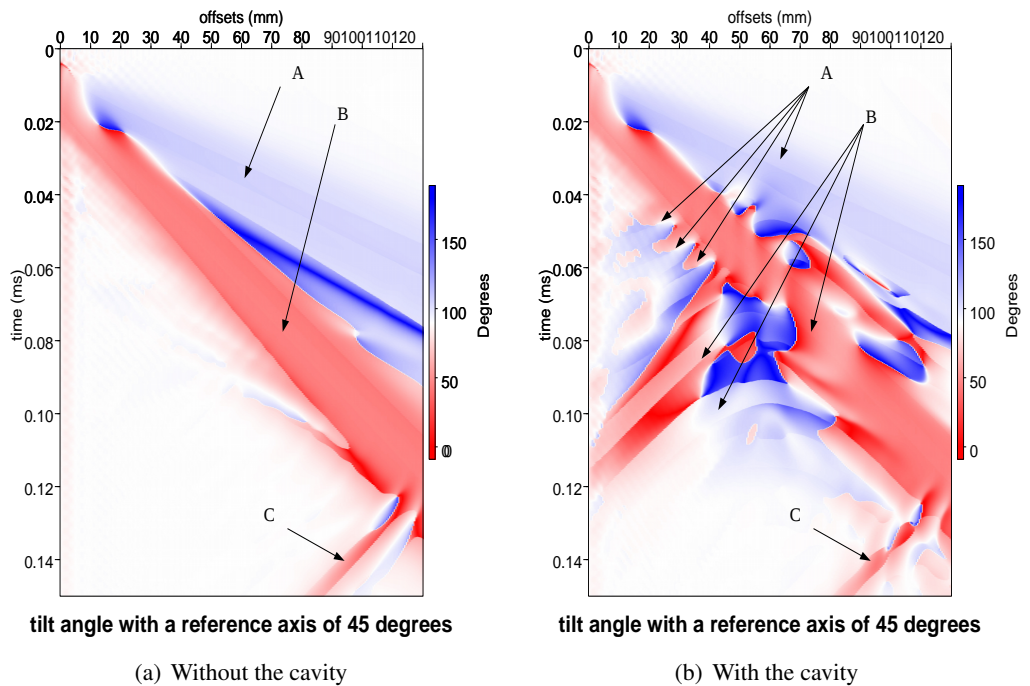 offsets (mm)
0 10 20 30 40 50 60 70 80 90100110120
0
0.02
0.04
0.06
0.08
0.10
0.12
0.14
time (ms)
A
B
C
150
100
50
0
Degrees
tilt angle with a reference axis of 45 degrees
(a) Without the cavity
offsets (mm)
0 10 20 30 40 50 60 70 80 90100110120
0
0.02
0.04
0.06
0.08
0.10
0.12
0.14
time (ms)
A
B
C
150
100
50
0
Degrees
tilt angle with a reference axis of 45 degrees
(b) With the cavity